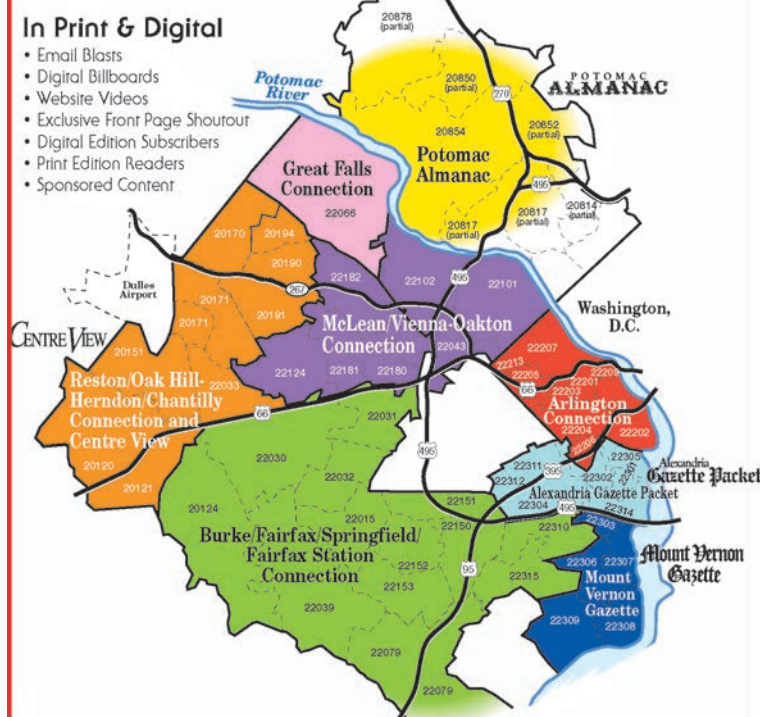 In Print & Digital
• Email Blasts
• Digital Billboards
• Website Videos
• Exclusive Front Page Shoutout
• Digital Edition Subscribers
• Print Edition Readers
• Sponsored Content
20878
(partial)
Potomac
River
20850
(partial)
270
POTOMAC
ALMANAC
20852
(partial)
20854
Potomac
Almanac
495
20814
(partial)
20817
(partial)
20817
(partial)
Great Falls
Connection
22066
20170
20194
20190
Dulles
Airport
267
22182
22102
495
22101
20171
20171
20191
McLean/Vienna-Oakton
Connection
22043
22124
22181
22180
Washington,
D.C.
CENTRE VIEW
20151
22033
Reston/Oak Hill-
Herndon/Chantilly
Connection and
Centre View
20120
20121
66
22207
22213
22205
66
22209
22201
22203
Arlington
Connection
22204
22206
22202
22031
22030
22032
495
22311
22312
395
22302
22305
22301
Alexandria
Gazette Packet
Alexandria Gazette Packet
22304
495
22314
20124
22015
22151
22150
22310
22303
Burke/Fairfax/Springfield/
Fairfax Station
Connection
22152
22153
95
22315
22039
22079
22079
22306
22307
Mount
Vernon
Gazette
22309
22308
Mount Vernon
Gazette